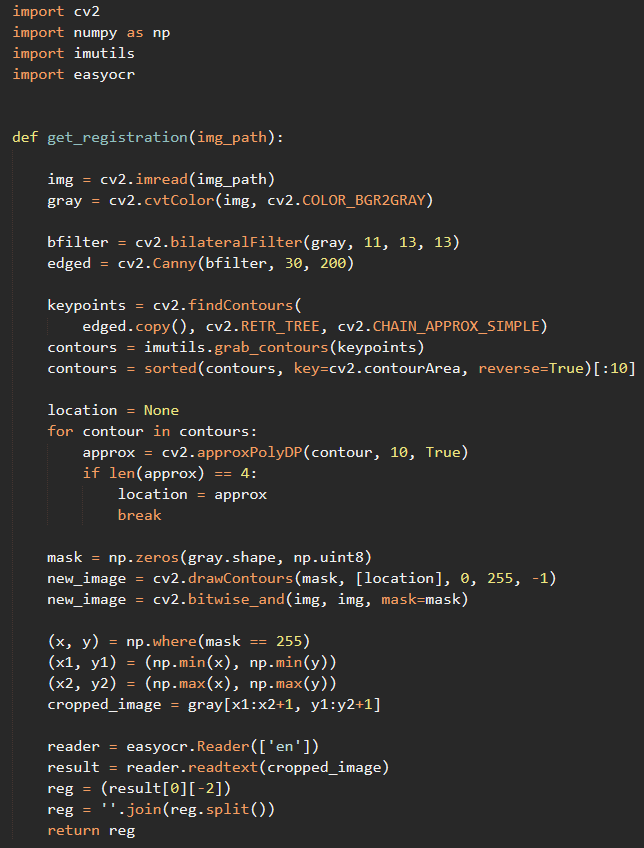 import cv2
import numpy as np
import imutils
import easyocr
def get_registration(img_path):
    img = cv2.imread(img_path)
    gray = cv2.cvtColor(img, cv2.COLOR_BGR2GRAY)
    bfilter = cv2.bilateralFilter(gray, 11, 13, 13)
    edged = cv2.Canny(bfilter, 30, 200)
    keypoints = cv2.findContours(
        edged.copy(), cv2.RETR_TREE, cv2.CHAIN_APPROX_SIMPLE)
    contours = imutils.grab_contours(keypoints)
    contours = sorted(contours, key=cv2.contourArea, reverse=True)[:10]
    location = None
    for contour in contours:
        approx = cv2.approxPolyDP(contour, 10, True)
        if len(approx) == 4:
            location = approx
            break
    mask = np.zeros(gray.shape, np.uint8)
    new_image = cv2.drawContours(mask, [location], 0, 255, -1)
    new_image = cv2.bitwise_and(img, img, mask=mask)
    (x, y) = np.where(mask == 255)
    (x1, y1) = (np.min(x), np.min(y))
    (x2, y2) = (np.max(x), np.max(y))
    cropped_image = gray[x1:x2+1, y1:y2+1]
    reader = easyocr.Reader(['en'])
    result = reader.readtext(cropped_image)
    reg = (result[0][-2])
    reg = ''.join(reg.split())
    return reg